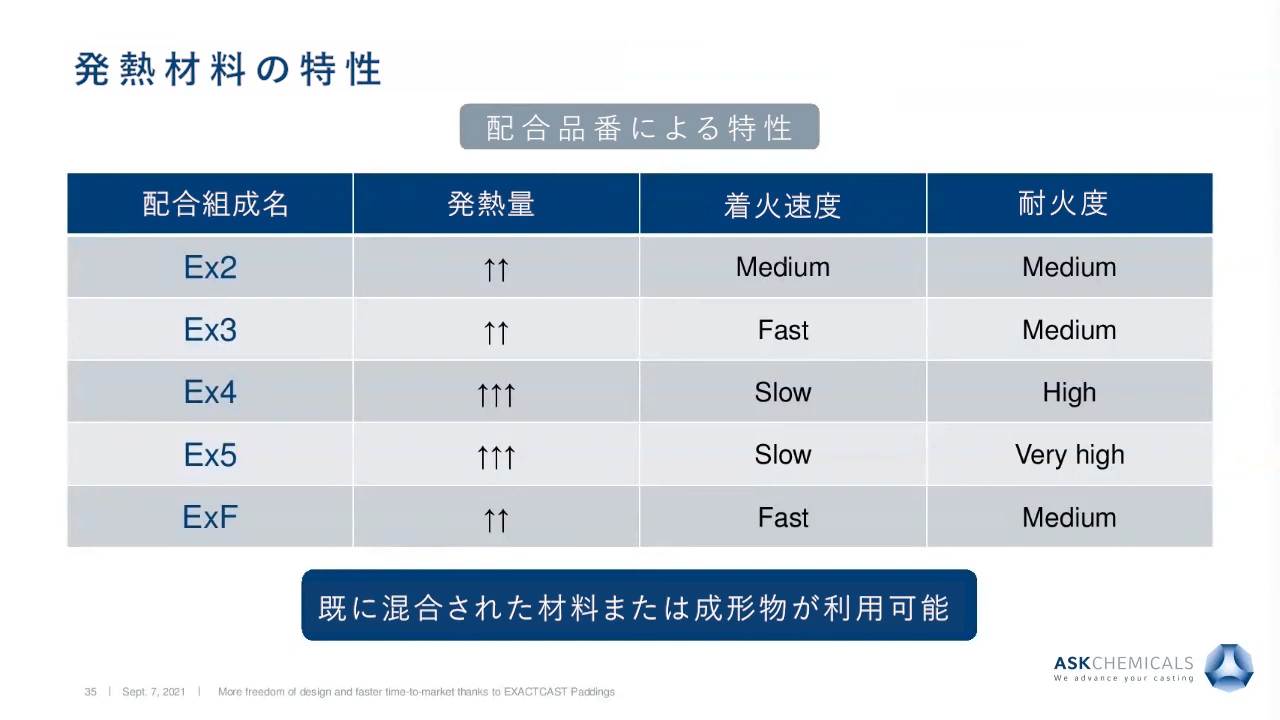 発熱材料の特性
配合品番による特性
配合組成名 発熱量 着火速度 耐火度
Ex2 ↑↑ Medium Medium
Ex3 ↑↑ Fast Medium
Ex4 ↑↑↑ Slow High
Ex5 ↑↑↑ Slow Very high
ExF ↑↑ Fast Medium
既に混合された材料または成形物が利用可能
ASKCHEMICALS
We advance your casting
35 | Sept. 7, 2021 | More freedom of design and faster time-to-market thanks to EXACTCAST Paddings